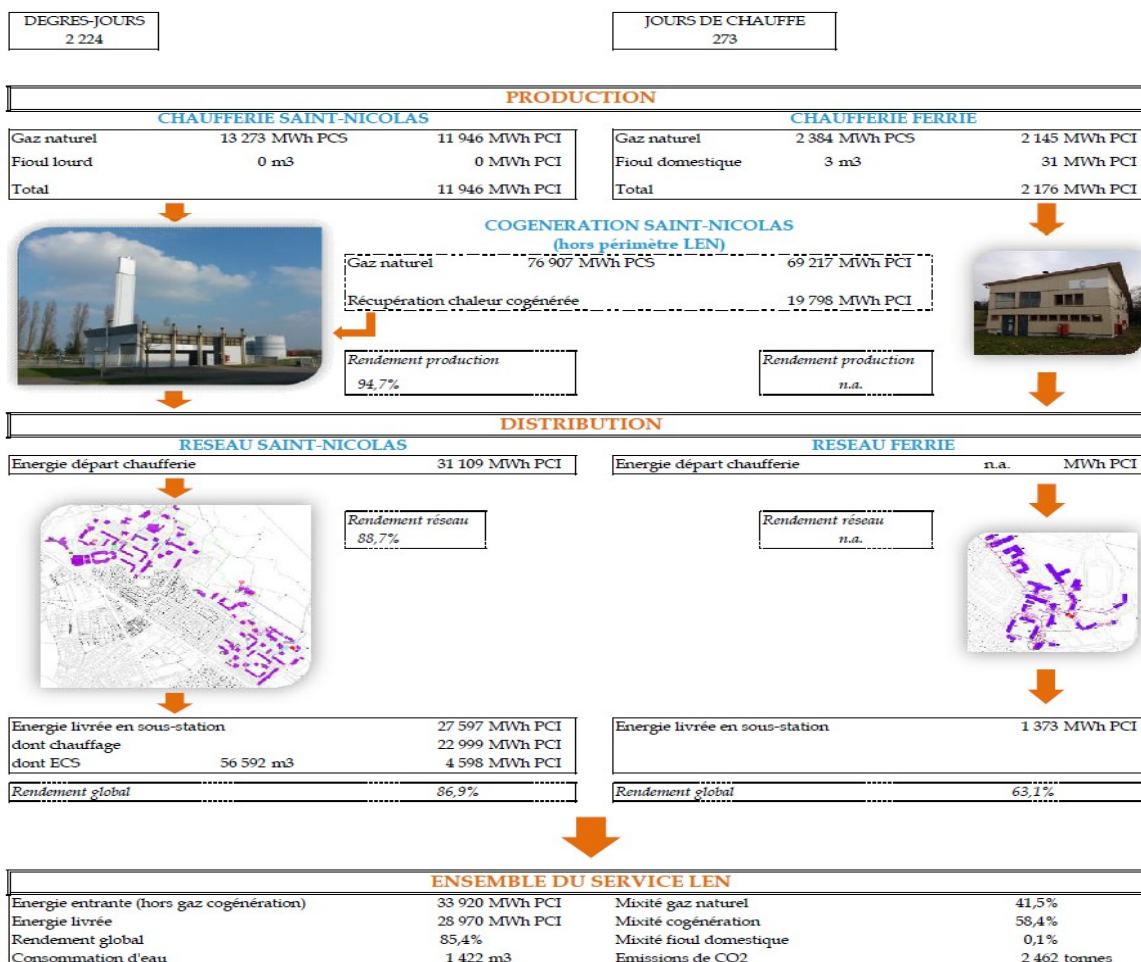 DEGRES-JOURS
2 224
JOURS DE CHAUFFE
273
PRODUCTION
CHAUFFERIE SAINT-NICOLAS
Gaz naturel 13 273 MWh PCS 11 946 MWh PCI
Fioul lourd 0 m3 0 MWh PCI
Total 11 946 MWh PCI
CHAUFFERIE FERRIE
Gaz naturel 2 384 MWh PCS 2 145 MWh PCI
Fioul domestique 3 m3 31 MWh PCI
Total 2 176 MWh PCI
COGENERATION SAINT-NICOLAS
(hors périmètre LEN)
Gaz naturel 76 907 MWh PCS 69 217 MWh PCI
Récupération chaleur cogénérée 19 798 MWh PCI
Rendement production
94,7%
Rendement production
n.a.
DISTRIBUTION
RESEAU SAINT-NICOLAS
Energie départ chaufferie 31 109 MWh PCI
RESEAU FERRIE
Energie départ chaufferie n.a. MWh PCI
Rendement réseau
88,7%
Rendement réseau
n.a.
Energie livrée en sous-station 27 597 MWh PCI
dont chauffage 22 999 MWh PCI
dont ECS 56 592 m3 4 598 MWh PCI
Rendement global 86,9%
Energie livrée en sous-station 1 373 MWh PCI
Rendement global 63,1%
ENSEMBLE DU SERVICE LEN
Energie entrante (hors gaz cogénération) 33 920 MWh PCI Mixité gaz naturel 41,5%
Energie livrée 28 970 MWh PCI Mixité cogénération 58,4%
Rendement global 85,4% Mixité fioul domestique 0,1%
Consommation d'eau 1 422 m3 Emissions de CO2 2 462 tonnes